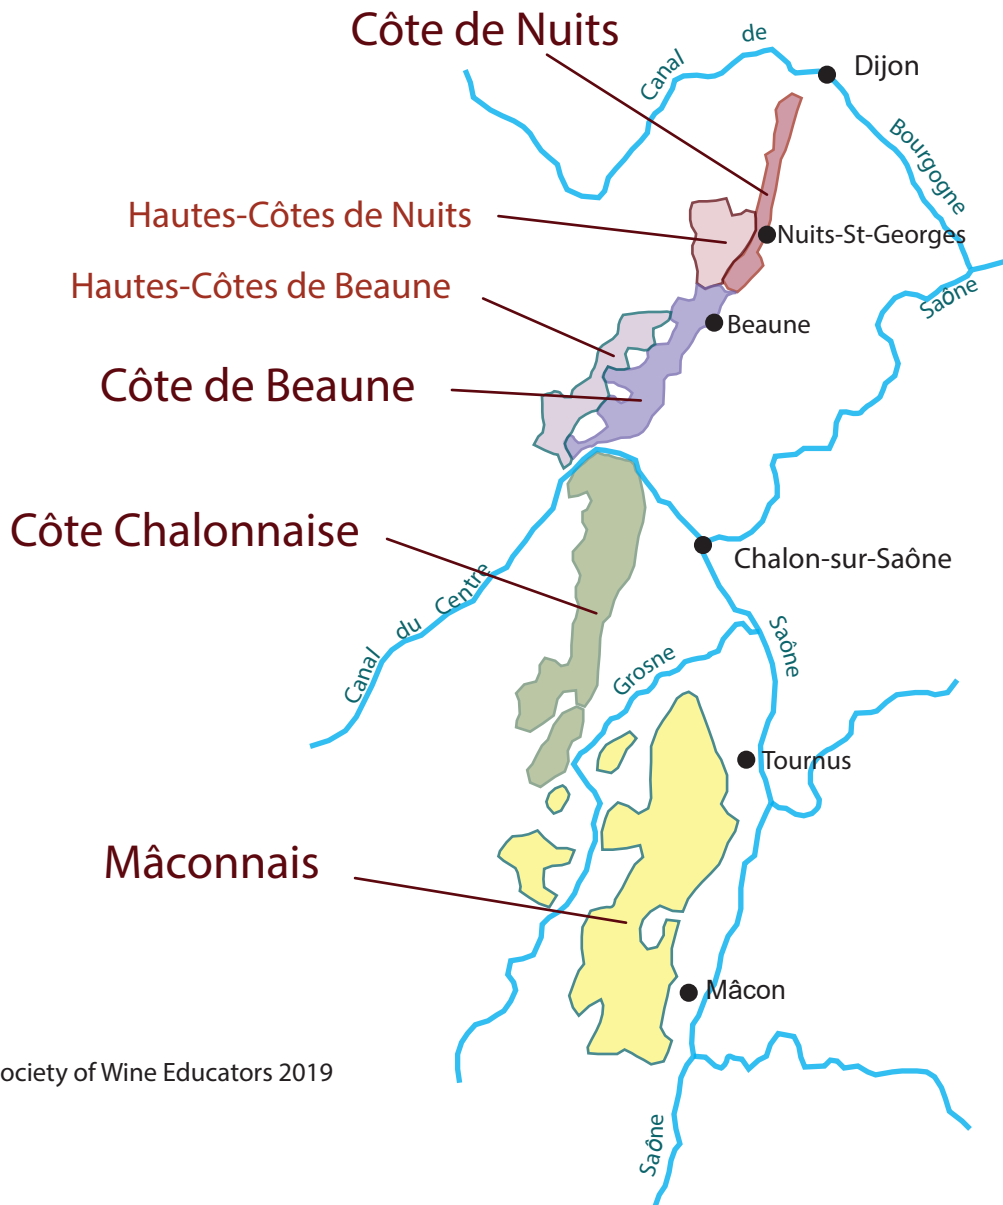 Côte de Nuits
Canal de Bourgogne
Dijon
Hautes-Côtes de Nuits
Nuits-St-Georges
Hautes-Côtes de Beaune
Saône
Beaune
Côte de Beaune
Côte Chalonnaise
Chalon-sur-Saône
Canal du Centre
Grosne
Saône
Tournus
Mâconnais
Mâcon
ociety of Wine Educators 2019
Saône